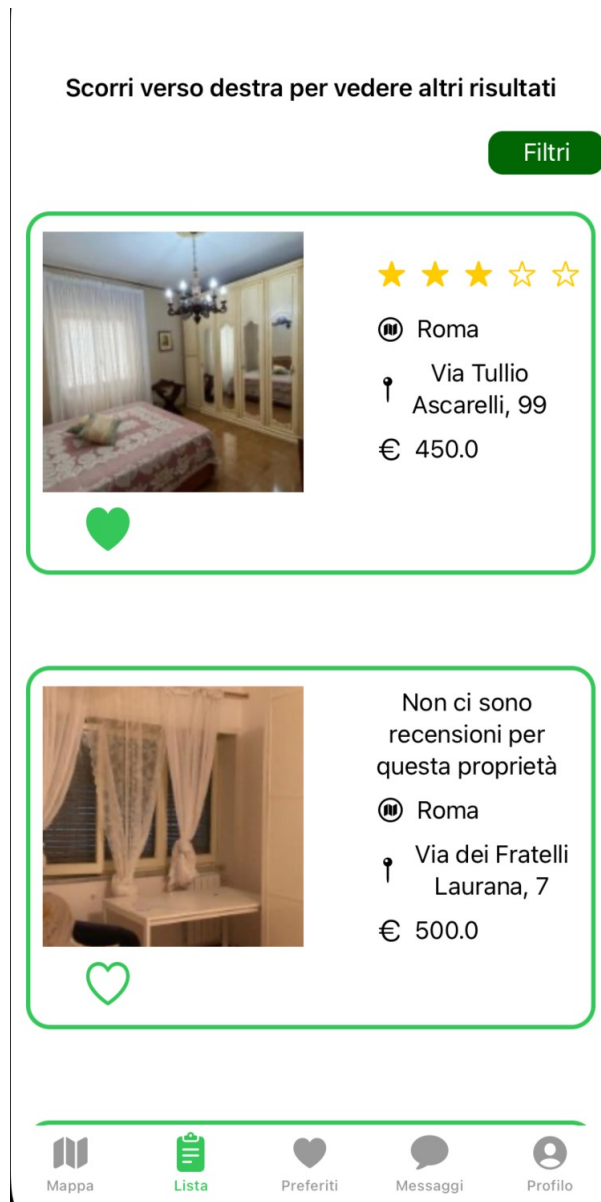 Scorri verso destra per vedere altri risultati
Filtri
Roma
Via Tullio
Ascarelli, 99
€ 450.0
Non ci sono
recensioni per
questa proprietà
Roma
Via dei Fratelli
Laurana, 7
€ 500.0
Mappa
Lista
Preferiti
Messaggi
Profilo